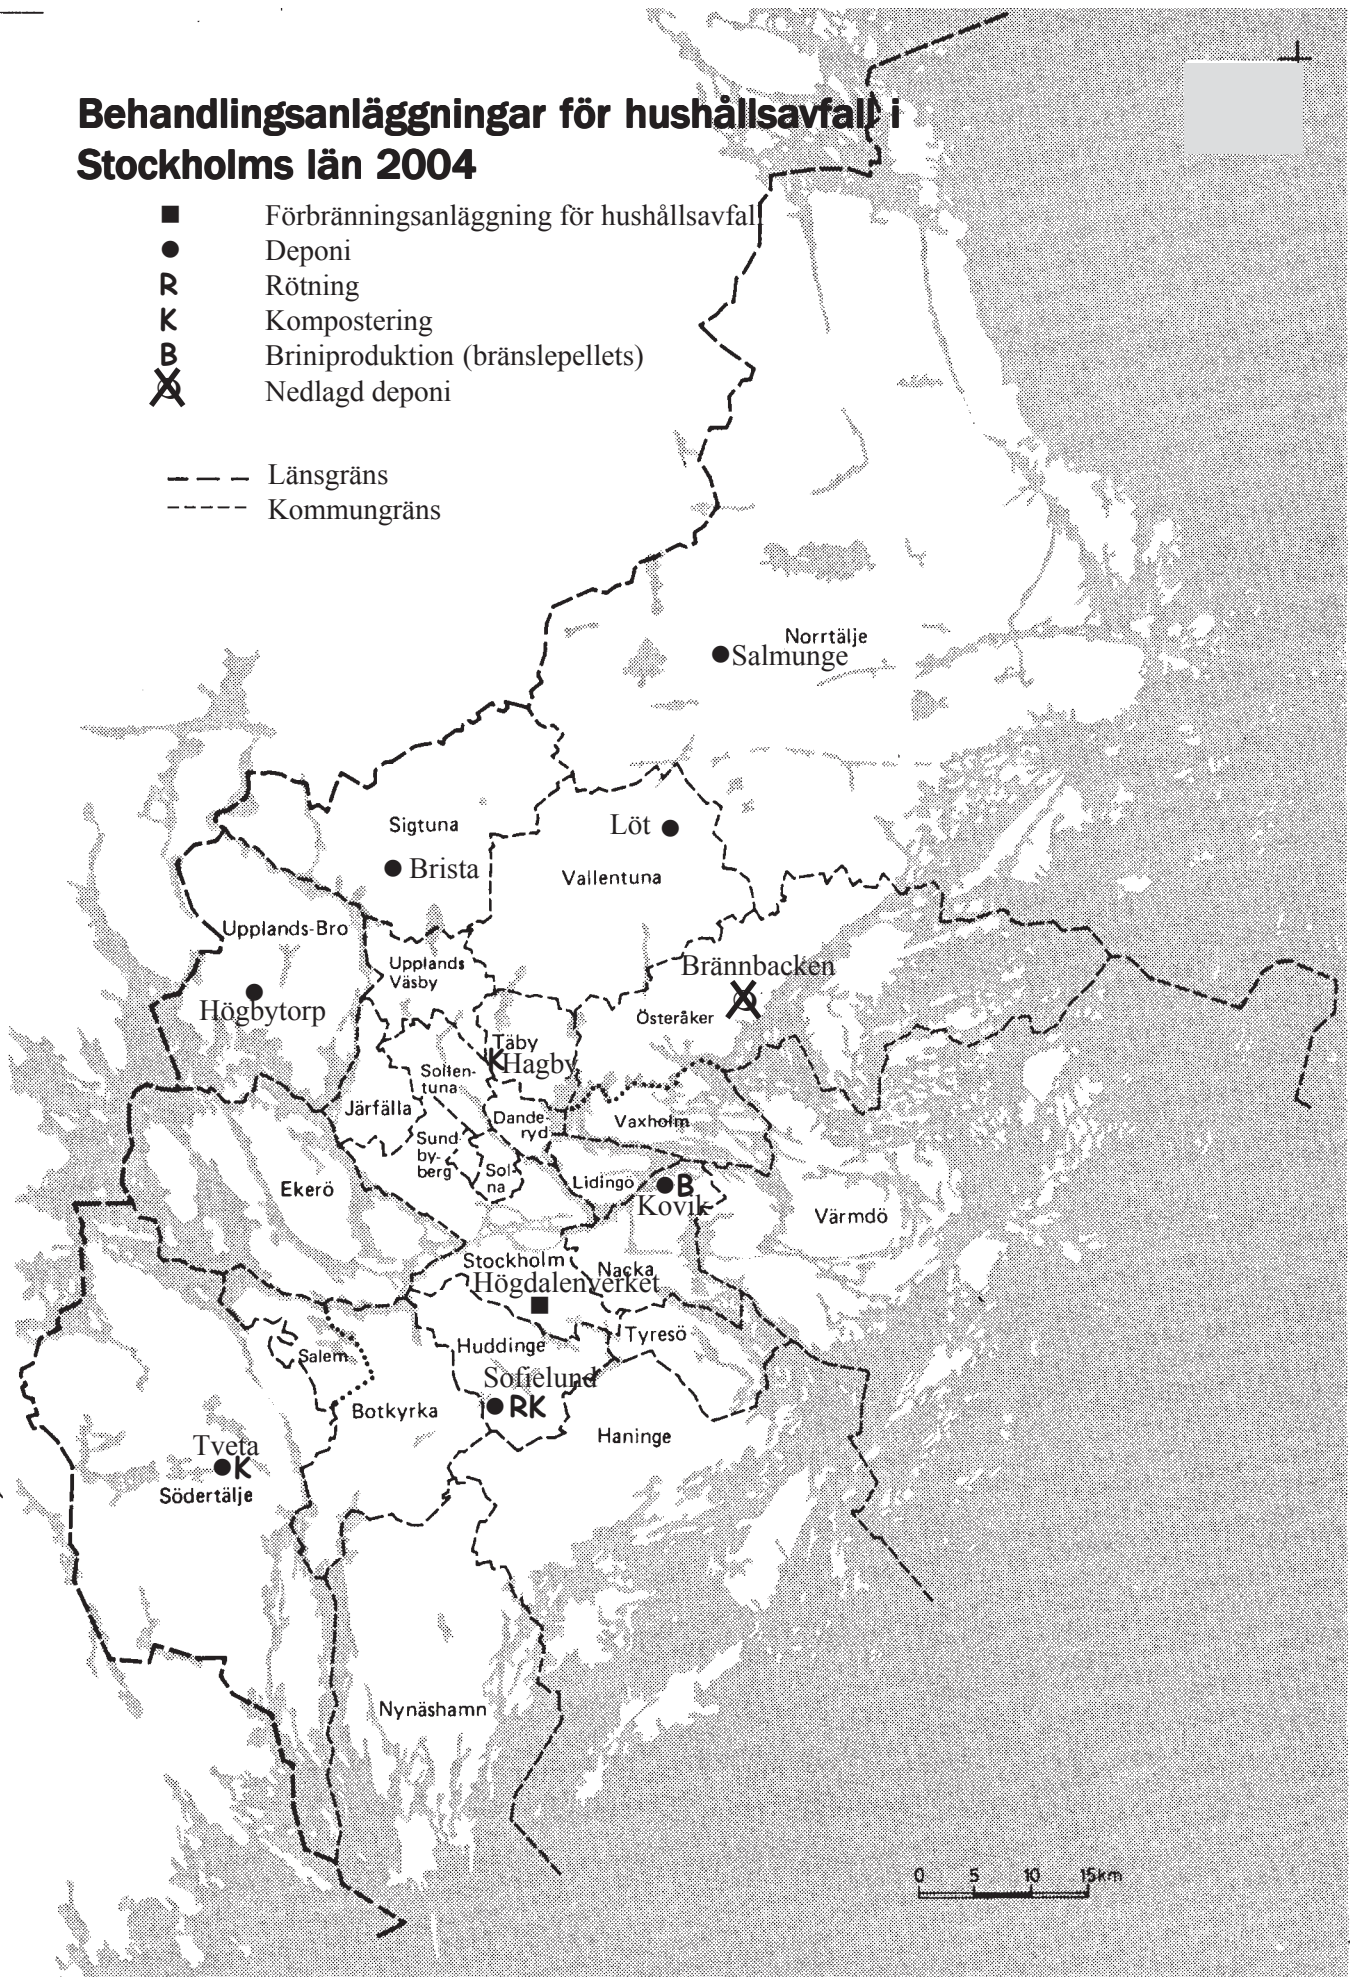 Behandlingsanläggningar för hushållsavfall i
Stockholms län 2004
Förbränningsanläggning för hushållsavfall
Deponi
R Rötning
K Kompostering
B Briniproduktion (bränslepellets)
Nedlagd deponi
Länsgräns
Kommungräns
Norrtälje
Salmunge
Sigtuna
Löt
Brista
Vallentuna
Upplands-Bro
Upplands
Väsby
Brännbacken
Högbytorp
Österåker
Täby
K Hagby
Sollen-
tuna
Järfälla
Dande-
ryd
Vaxholm
Sund
by-
berg
Sol
na
Lidingö
Ekerö
B
Kovik
Värmdö
Stockholm
Nacka
Högdalenverket
Huddinge
Tyresö
Salem
Sofielund
RK
Botkyrka
Haninge
Tveta
K
Södertälje
Nynäshamn
0 5 10 15km